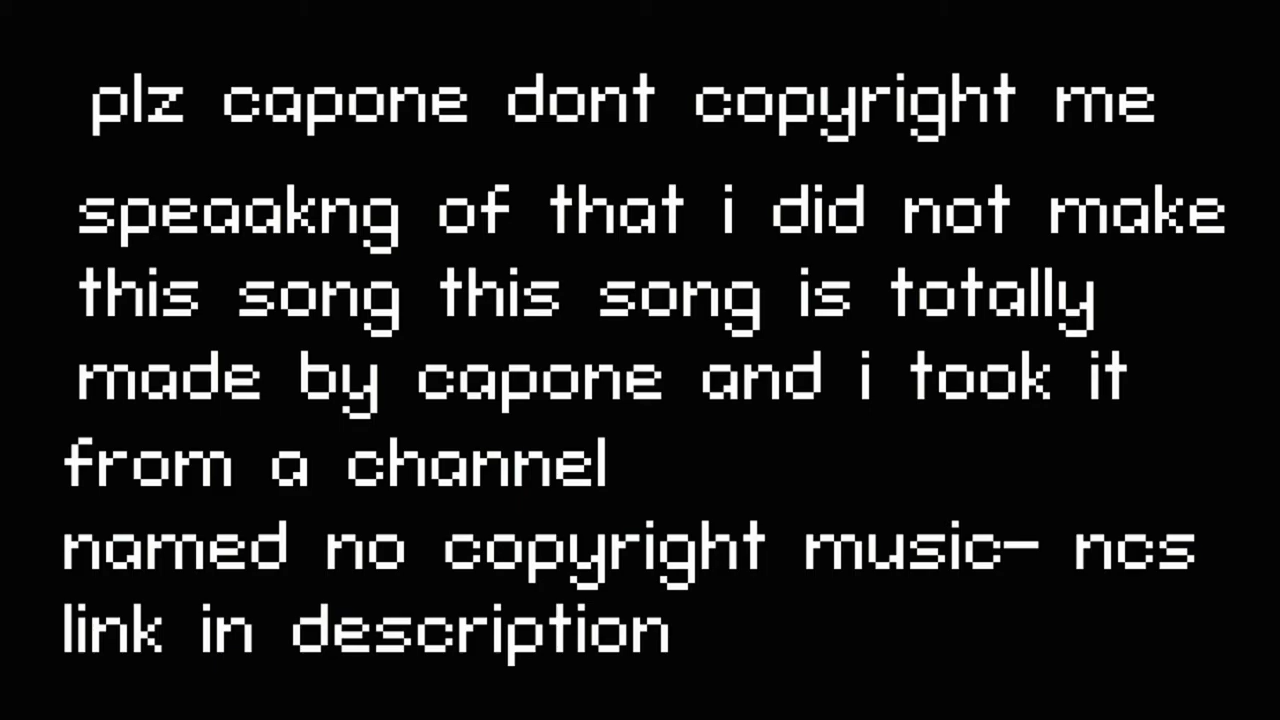 plz capone dont copyright me
speaakng of that i did not make
this song this song is totally
made by capone and i took it
from a channel
named no copyright music- ncs
link in description